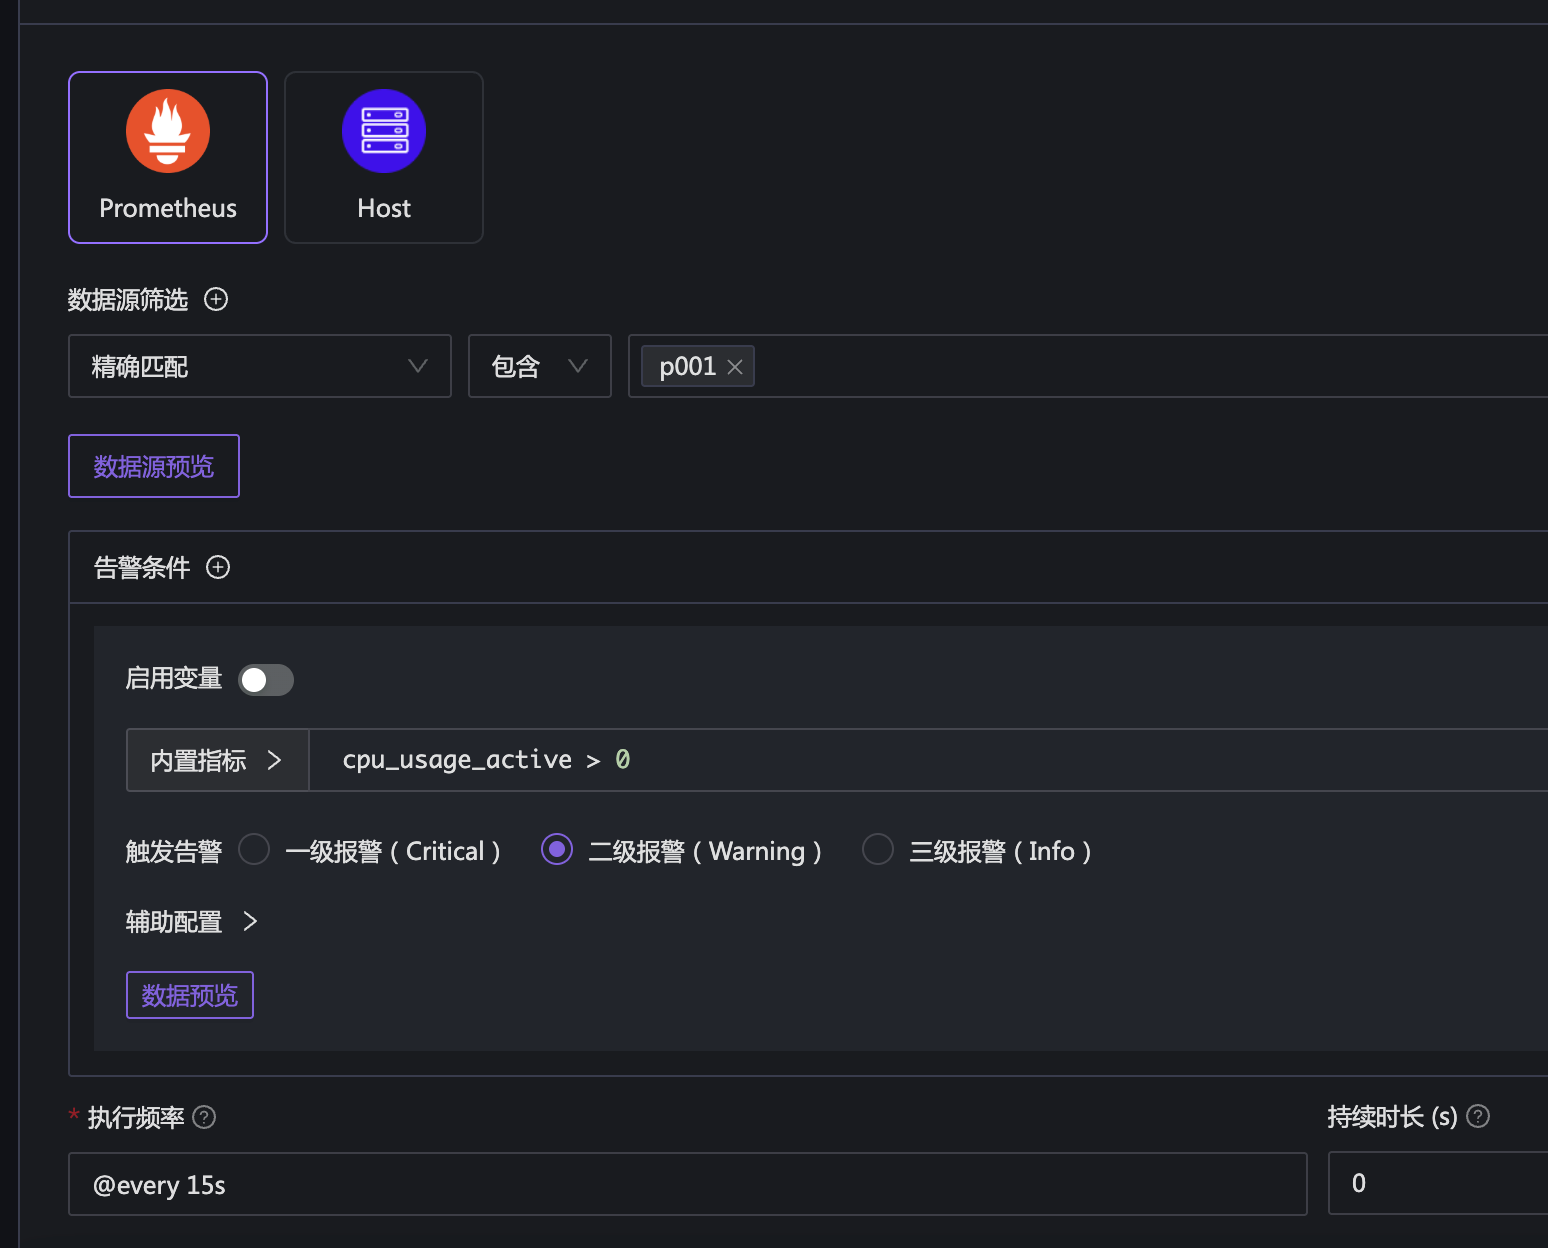 Prometheus
Host
数据源筛选
精确匹配
包含
p001
数据源预览
告警条件
启用变量
内置指标
cpu_usage_active > 0
触发告警 一级报警 ( Critical ) 二级报警 ( Warning ) 三级报警 ( Info )
辅助配置
数据预览
* 执行频率
持续时长 (s)
@every 15s
0